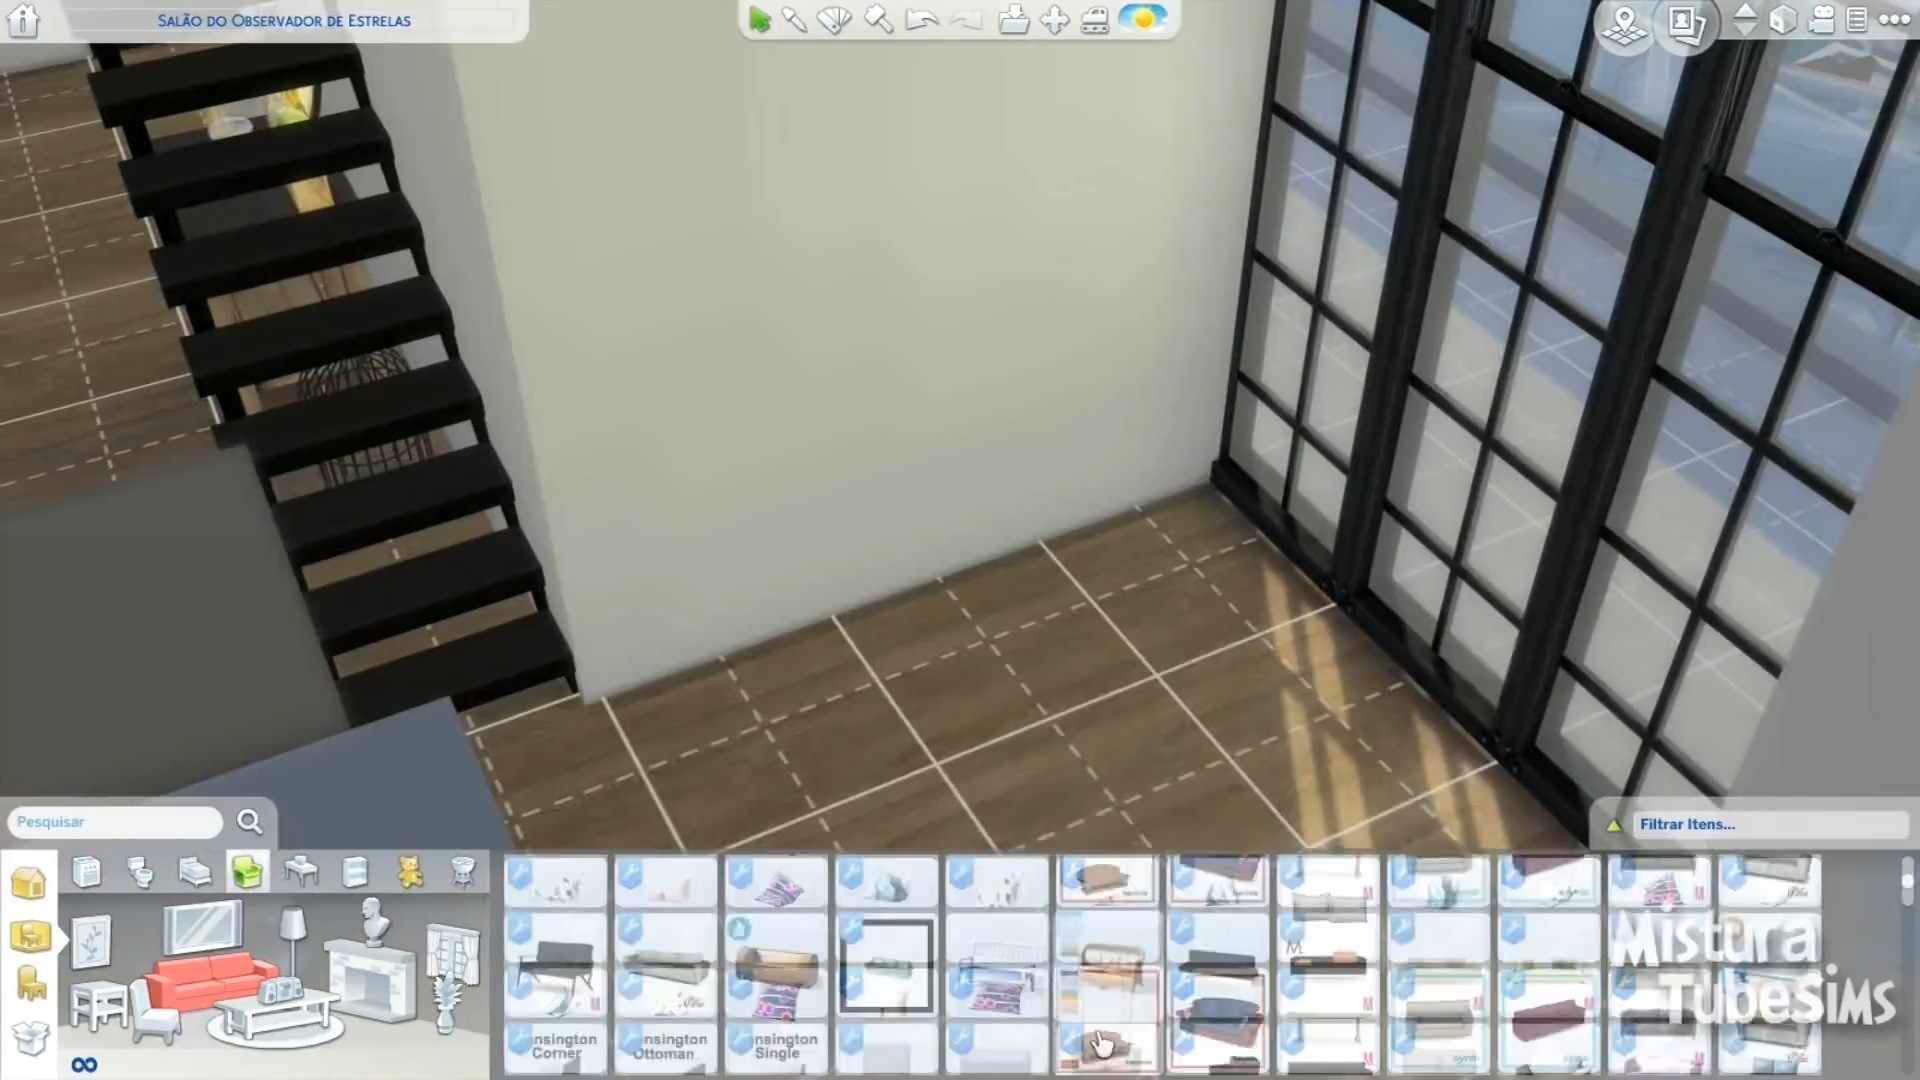 Salão do Observador de Estrelas
Pesquisar
Filtrar Itens...
nsington
Corner
nsington
Ottoman
nsington
Single
Mistura
TubeSims